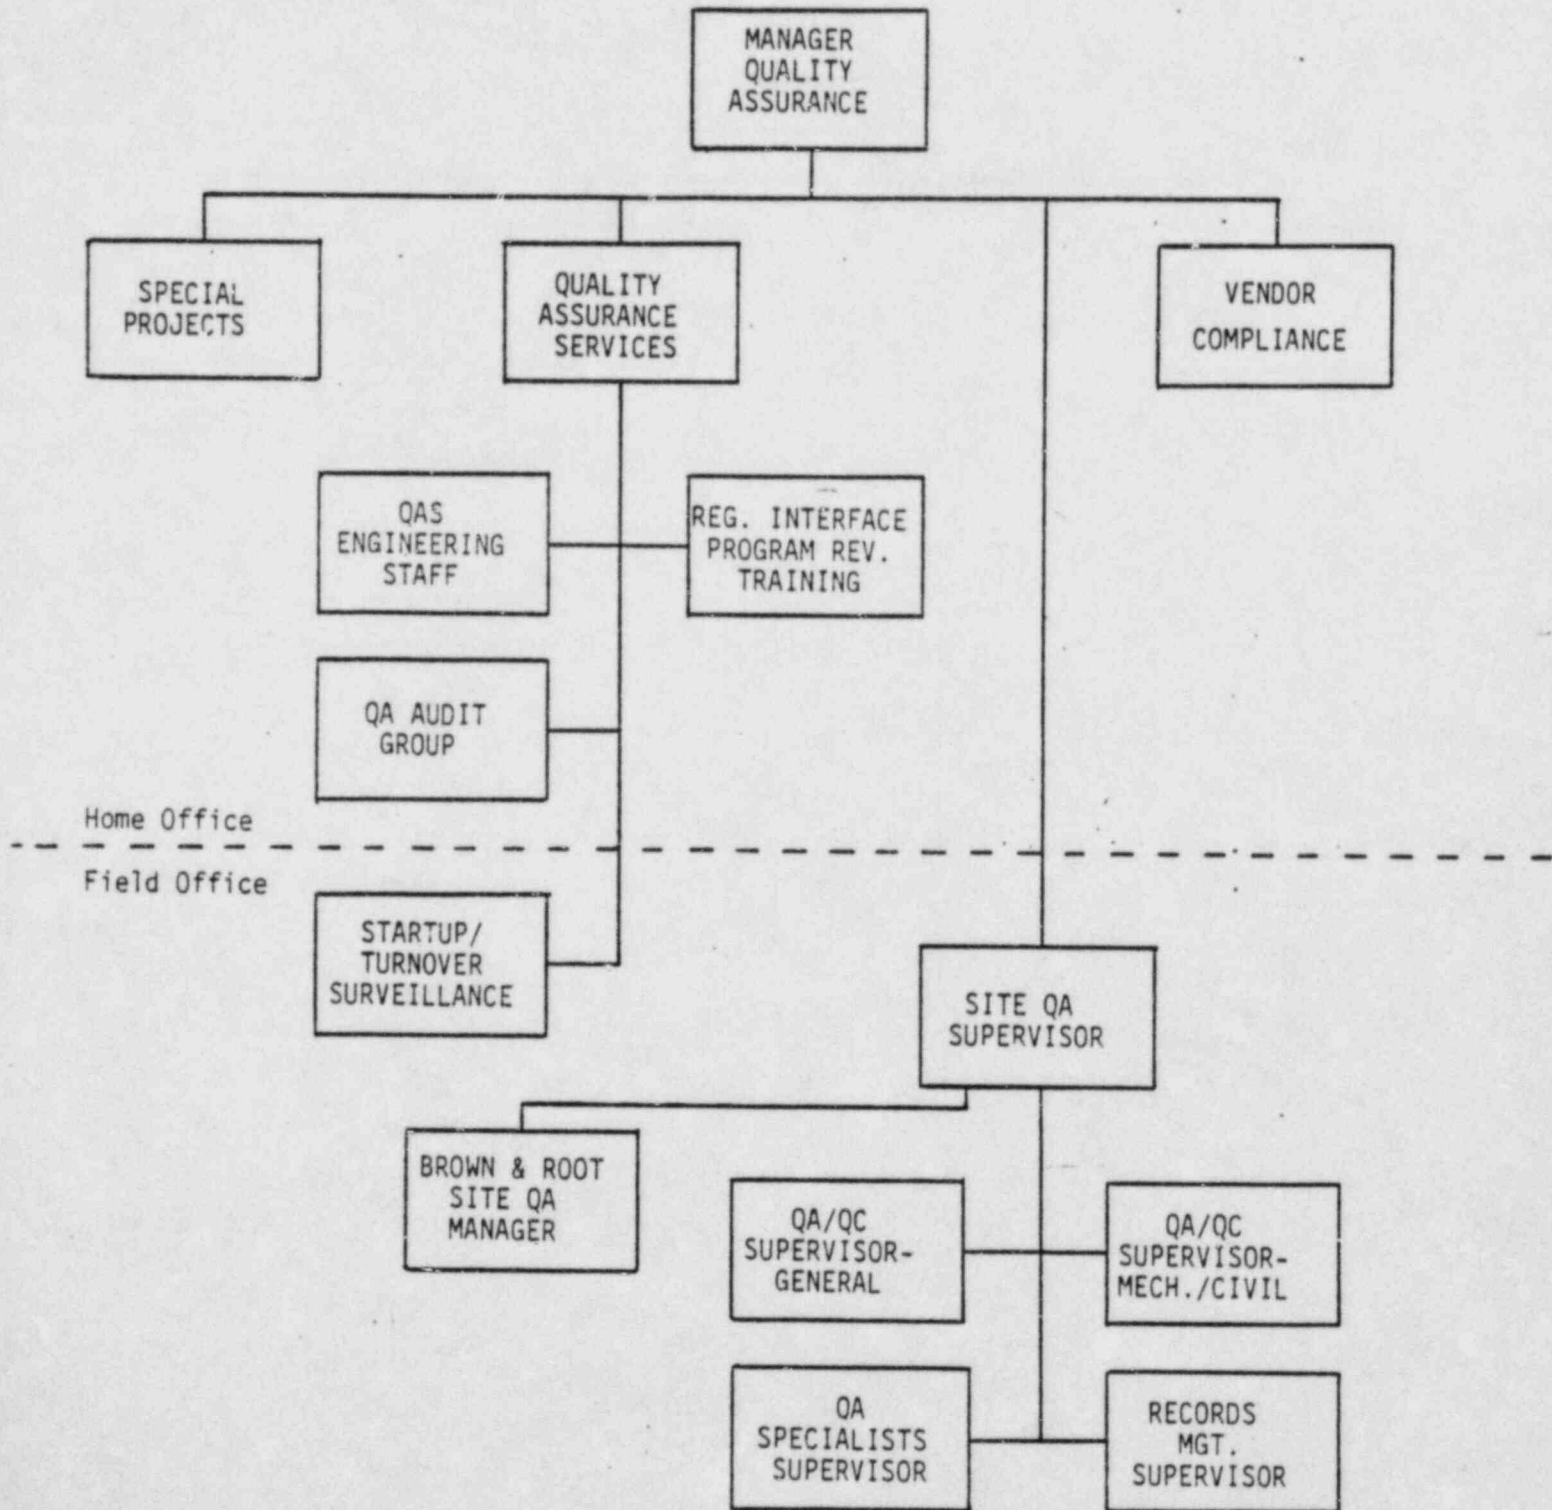 MANAGER
QUALITY
ASSURANCE
SPECIAL
PROJECTS
QUALITY
ASSURANCE
SERVICES
VENDOR
COMPLIANCE
QAS
ENGINEERING
STAFF
REG. INTERFACE
PROGRAM REV.
TRAINING
QA AUDIT
GROUP
Home Office
Field Office
STARTUP/
TURNOVER
SURVEILLANCE
SITE QA
SUPERVISOR
BROWN & ROOT
SITE QA
MANAGER
QA/QC
SUPERVISOR-
GENERAL
QA/QC
SUPERVISOR-
MECH./CIVIL
QA
SPECIALISTS
SUPERVISOR
RECORDS
MGT.
SUPERVISOR